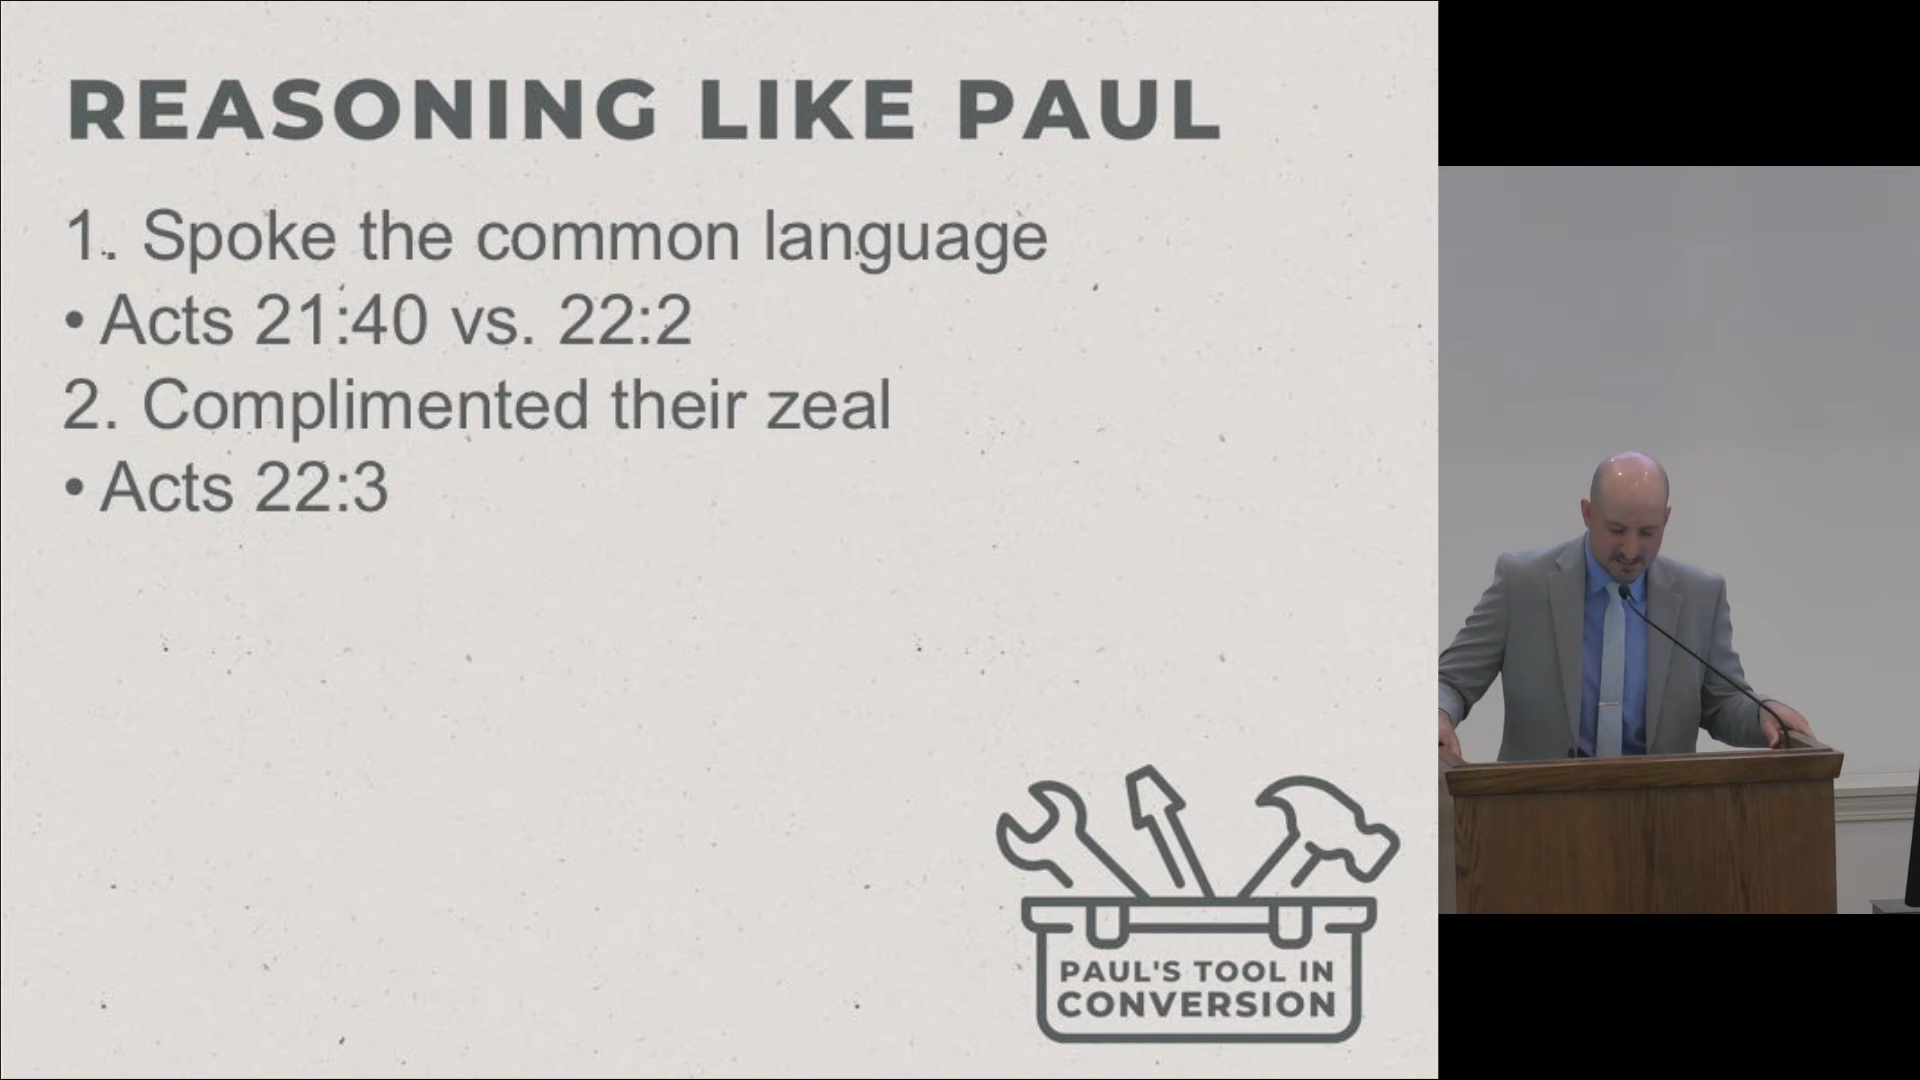 REASONING LIKE PAUL
1. Spoke the common language
• Acts 21:40 vs. 22:2
2. Complimented their zeal
• Acts 22:3
PAUL'S TOOL IN
CONVERSION